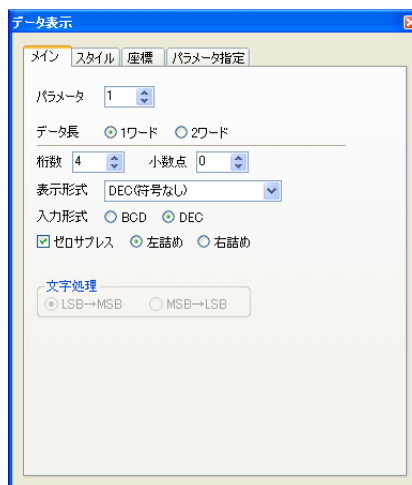 データ表示
メイン スタイル 座標 パラメータ指定
パラメータ 1
データ長 1ワード 2ワード
桁数 4 小数点 0
表示形式 DEC(符号なし)
入力形式 BCD DEC
ゼロサプレス 左詰め 右詰め
文字処理
LSB→MSB MSB→LSB